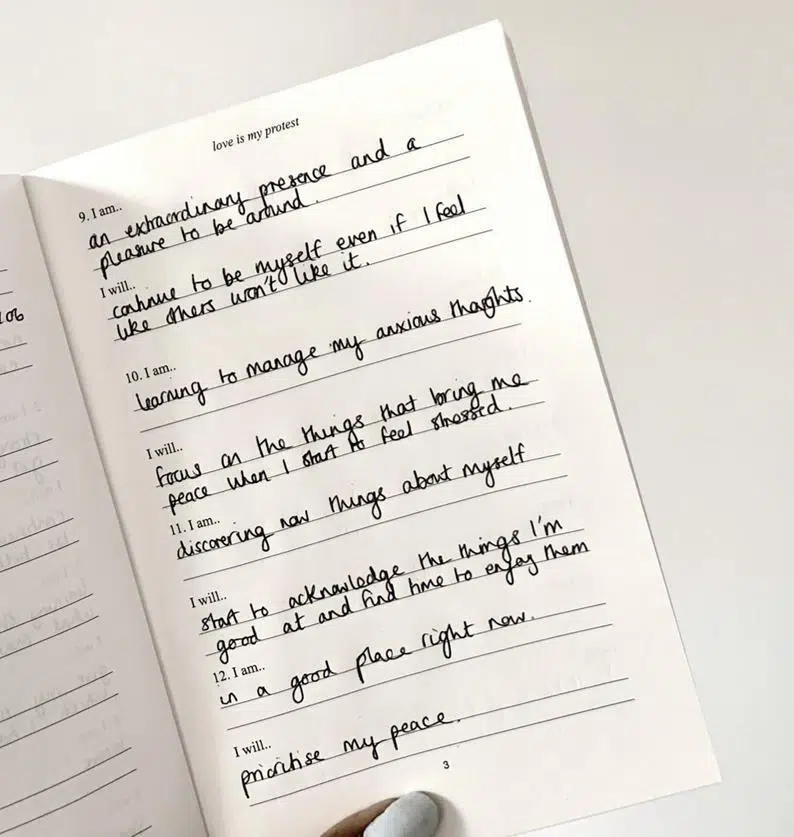 love is my protest
9. I am..
an extraordinary presence and a
pleasure to be around.
I will..
continue to be myself even if I feel
like others won't like it.
10. I am..
learning to manage my anxious thoughts.
I will..
focus on the things that bring me
peace when I start to feel stressed.
11. I am..
discovering new things about myself
I will..
start to acknowledge the things I'm
good at and find time to enjoy them
12. I am..
in a good place right now.
I will..
prioritise my peace.
3